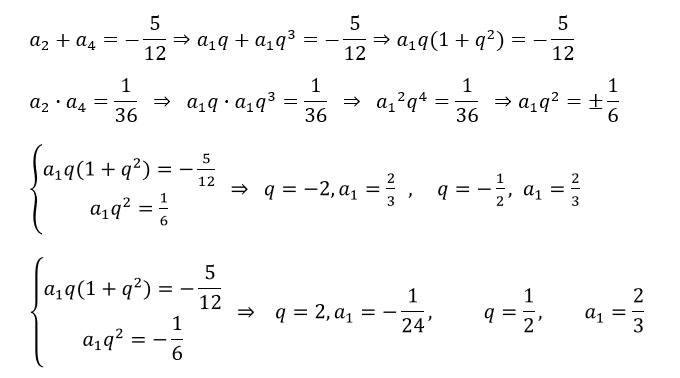 a₂ + a₄ = −5/12 ⇒ a₁q + a₁q³ = −5/12 ⇒ a₁q(1 + q²) = −5/12
a₂ · a₄ = 1/36 ⇒ a₁q · a₁q³ = 1/36 ⇒ a₁²q⁴ = 1/36 ⇒ a₁q² = ±1/6
a₁q(1 + q²) = −5/12
a₁q² = 1/6 ⇒ q = −2, a₁ = 2/3 , q = −1/2, a₁ = 2/3
a₁q(1 + q²) = −5/12
a₁q² = −1/6 ⇒ q = 2, a₁ = −1/24, q = 1/2, a₁ = 2/3